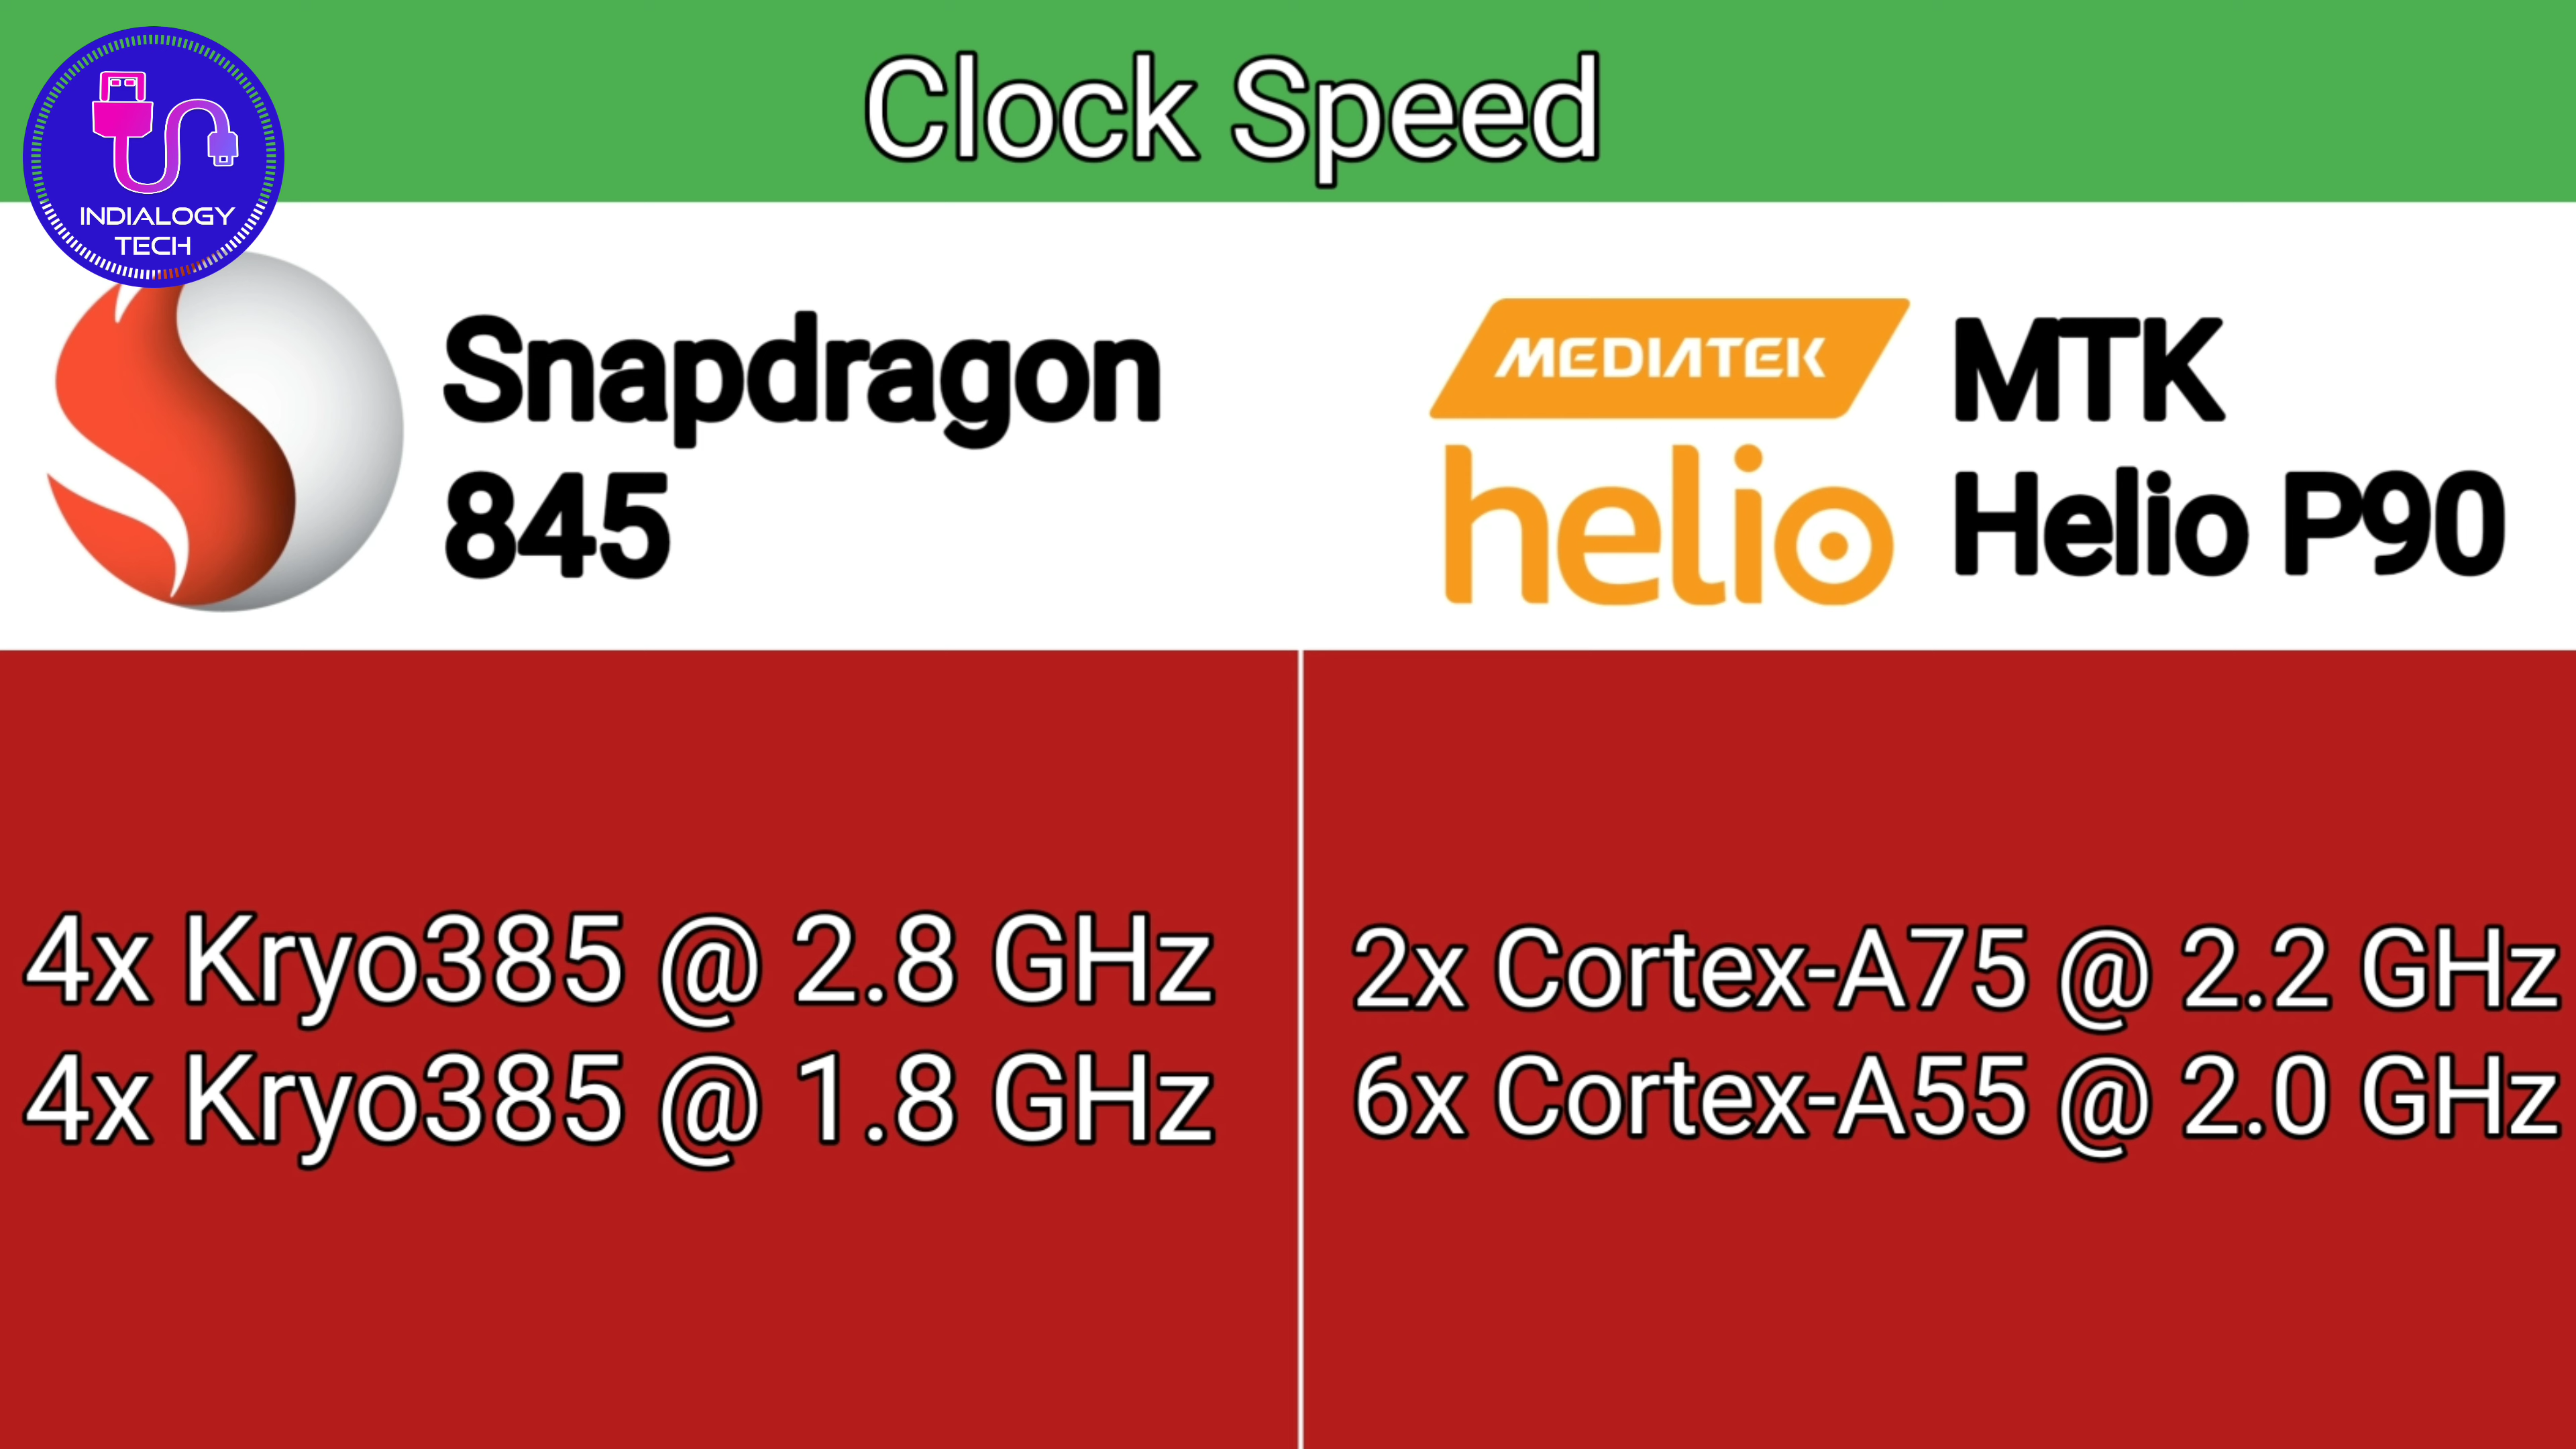 Clock Speed
INDIALOGY
TECH
Snapdragon
845
MEDIATEK
helio
MTK
Helio P90
4x Kryo385 @ 2.8 GHz
4x Kryo385 @ 1.8 GHz
2x Cortex-A75 @ 2.2 GHz
6x Cortex-A55 @ 2.0 GHz